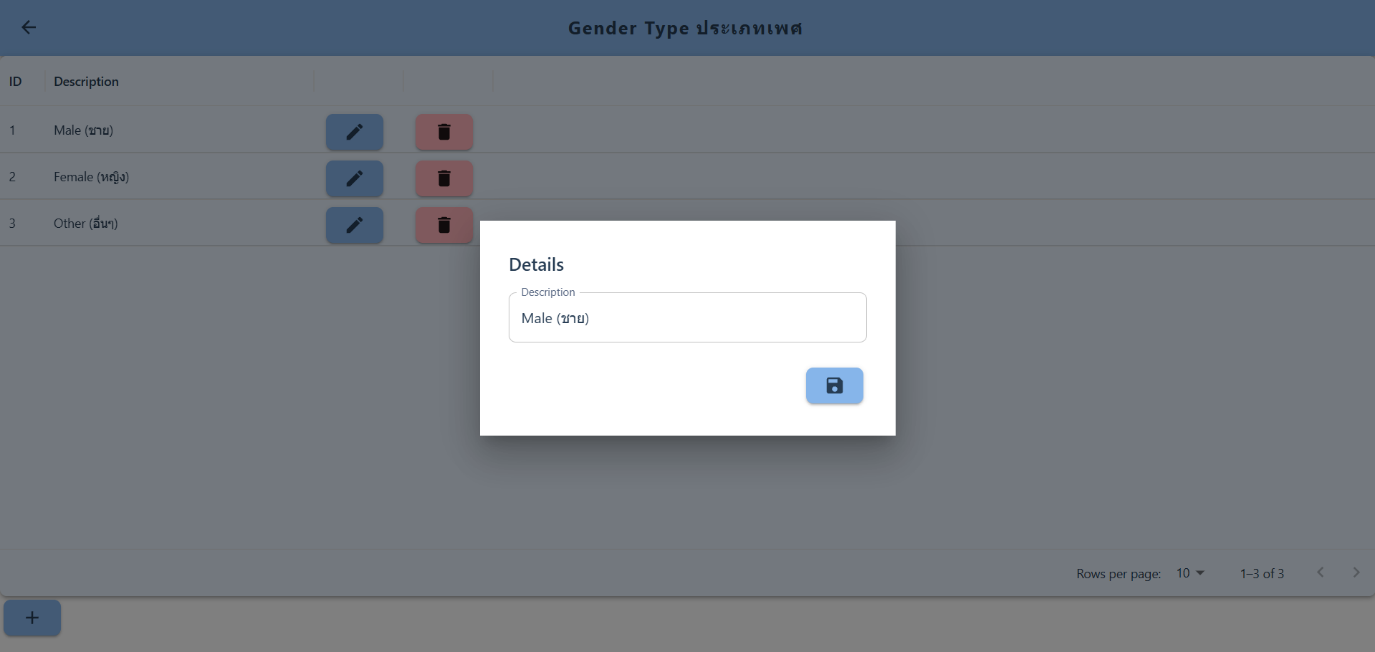 Gender Type ประเภทเพศ
ID Description
1 Male (ชาย)
2 Female (หญิง)
3 Other (อื่นๆ)
Details
Description
Male (ชาย)
Rows per page: 10 1–3 of 3